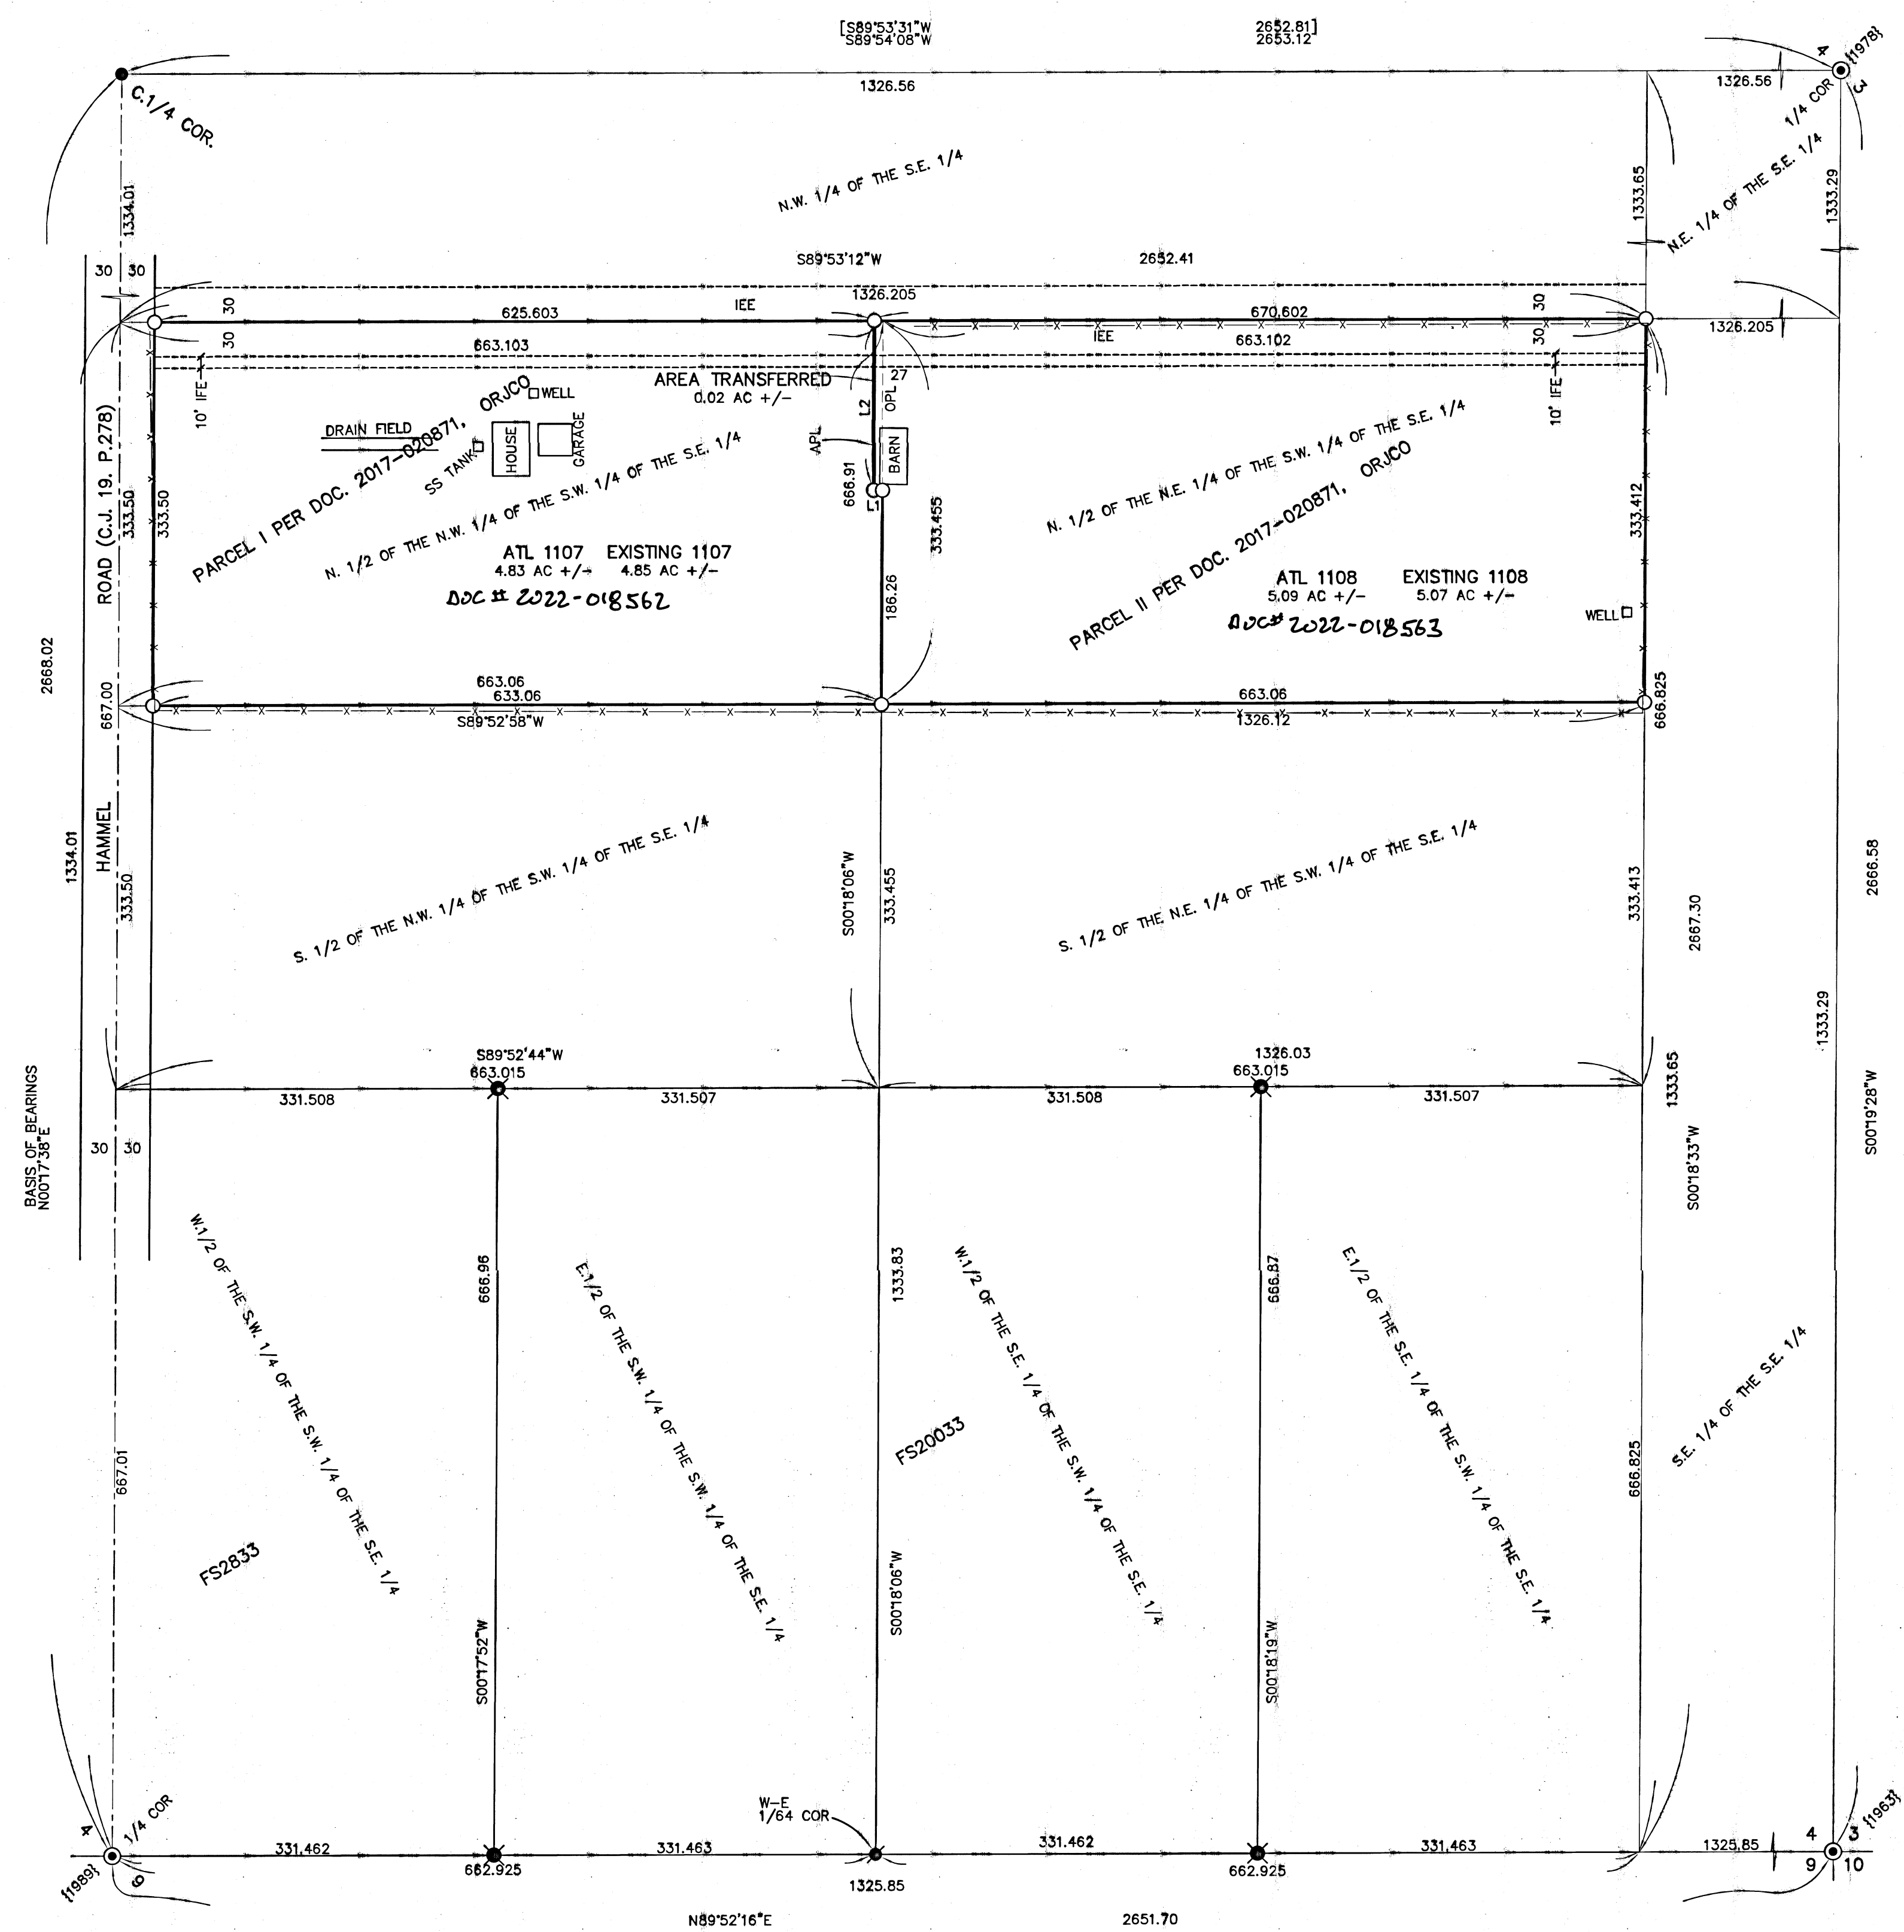 [S89°53'31"W 2652.81]
S89°54'08"W 2653.12
1326.56
1326.56
4
{1978}
3
1/4 COR
C.1/4 COR.
1334.01
N.W. 1/4 OF THE S.E. 1/4
1333.65
N.E. 1/4 OF THE S.E. 1/4
1333.29
30 30
S89°53'12"W 2652.41
30
625.603
IEE
1326.205
670.602
30
1326.205
30
663.103
IEE
663.102
30
10' IFE
AREA TRANSFERRED
0.02 AC +/-
27
L2
OPL
10' IFE
WELL
DRAIN FIELD
SS TANK
HOUSE
GARAGE
APL
BARN
666.91
L1
ROAD (C.J. 19. P.278)
333.50
333.50
PARCEL I PER DOC. 2017-020871, ORJCO
N. 1/2 OF THE N.W. 1/4 OF THE S.W. 1/4 OF THE S.E. 1/4
N. 1/2 OF THE N.E. 1/4 OF THE S.W. 1/4 OF THE S.E. 1/4
PARCEL II PER DOC. 2017-020871, ORJCO
333.455
333.412
ATL 1107 EXISTING 1107
4.83 AC +/- 4.85 AC +/-
DOC # 2022-018562
186.26
ATL 1108 EXISTING 1108
5.09 AC +/- 5.07 AC +/-
DOC# 2022-018563
WELL
2668.02
667.00
663.06
633.06
S89°52'58"W
663.06
1326.12
666.825
1334.01
HAMMEL
333.50
S. 1/2 OF THE N.W. 1/4 OF THE S.W. 1/4 OF THE S.E. 1/4
S00°18'06"W
333.455
S. 1/2 OF THE N.E. 1/4 OF THE S.W. 1/4 OF THE S.E. 1/4
333.413
2667.30
2666.58
1333.29
S89°52'44"W 1326.03
663.015
663.015
331.508
331.507
331.508
331.507
1333.65
BASIS OF BEARINGS
N00°17'38"E
30 30
S00°18'33"W
S00°19'28"W
W.1/2 OF THE S.W. 1/4 OF THE S.W. 1/4 OF THE S.E. 1/4
666.96
E.1/2 OF THE S.W. 1/4 OF THE S.W. 1/4 OF THE S.E. 1/4
1333.83
W.1/2 OF THE S.E. 1/4 OF THE S.W. 1/4 OF THE S.E. 1/4
666.87
E.1/2 OF THE S.E. 1/4 OF THE S.W. 1/4 OF THE S.E. 1/4
S.E. 1/4 OF THE S.E. 1/4
667.01
FS20033
666.825
FS2833
S00°17'52"W
S00°18'06"W
S00°18'19"W
W-E
1/64 COR
4
1/4 COR
{1989}
9
331.462
331.463
331.462
331.463
1325.85
4 3
9 10
{1963}
662.925
662.925
1325.85
N89°52'16"E 2651.70